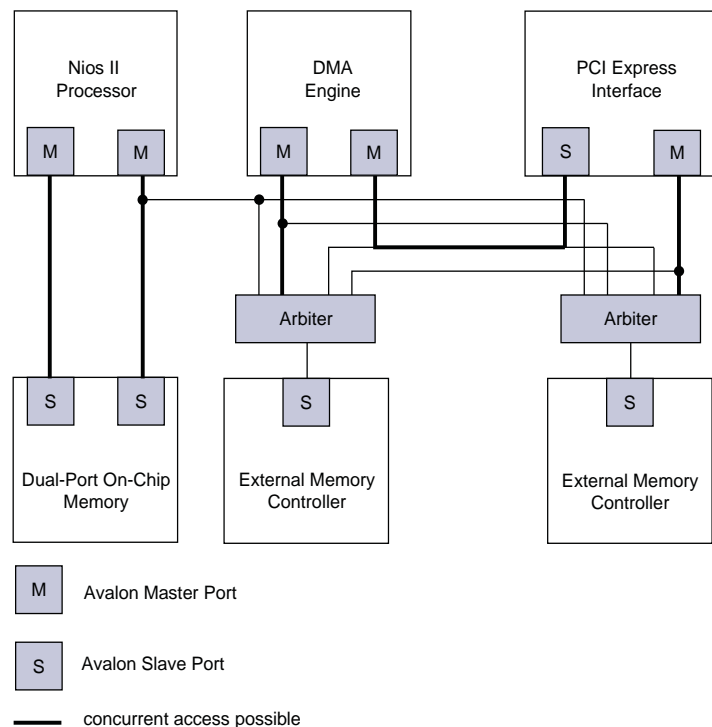 Nios II
Processor
DMA
Engine
PCI Express
Interface
M
M
M
M
S
M
Arbiter
Arbiter
S
S
S
S
Dual-Port On-Chip
Memory
External Memory
Controller
External Memory
Controller
M
Avalon Master Port
S
Avalon Slave Port
concurrent access possible